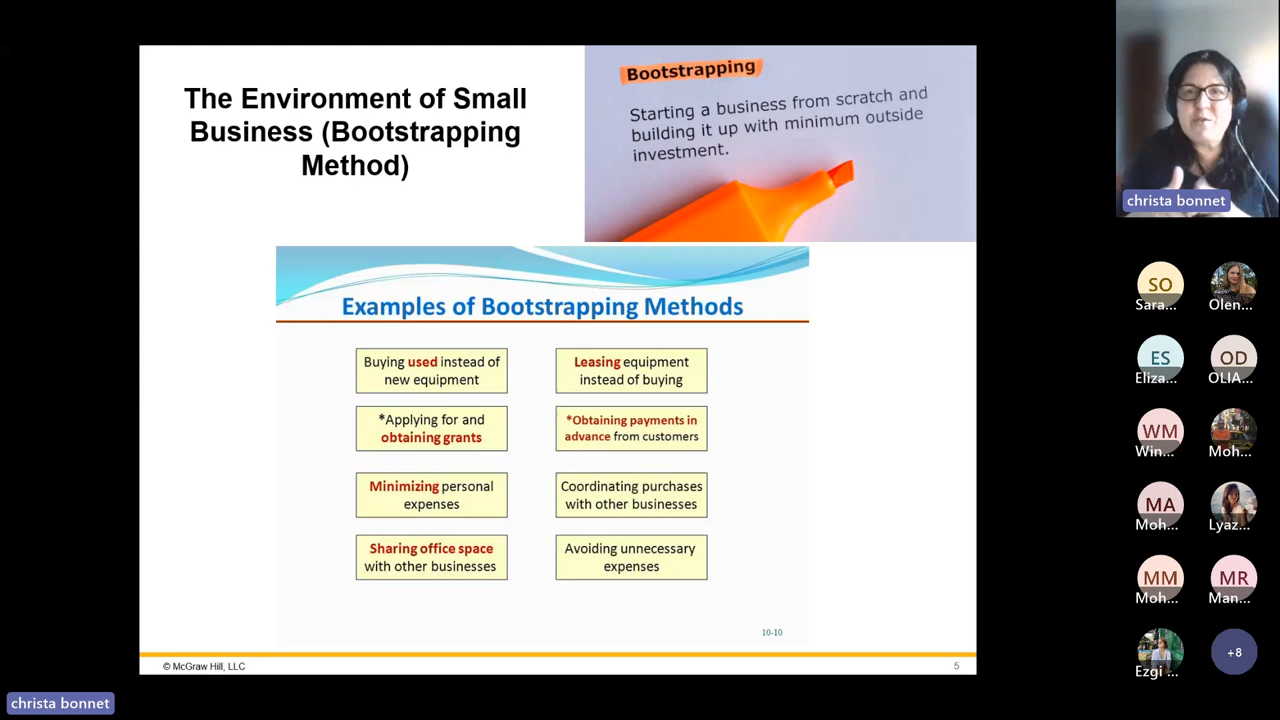 The Environment of Small
Business (Bootstrapping
Method)
Bootstrapping
Starting a business from scratch and
building it up with minimum outside
investment.
Examples of Bootstrapping Methods
Buying used instead of
new equipment
Leasing equipment
instead of buying
*Applying for and
obtaining grants
*Obtaining payments in
advance from customers
Minimizing personal
expenses
Coordinating purchases
with other businesses
Sharing office space
with other businesses
Avoiding unnecessary
expenses
10-10
© McGraw Hill, LLC
5
christa bonnet
christa bonnet
SO
Sara...
Olen...
ES
Eliza...
OD
OLIA...
WM
Win...
Moh...
MA
Moh...
Lyaz...
MM
Moh...
MR
Man...
Ezgi ...
+8